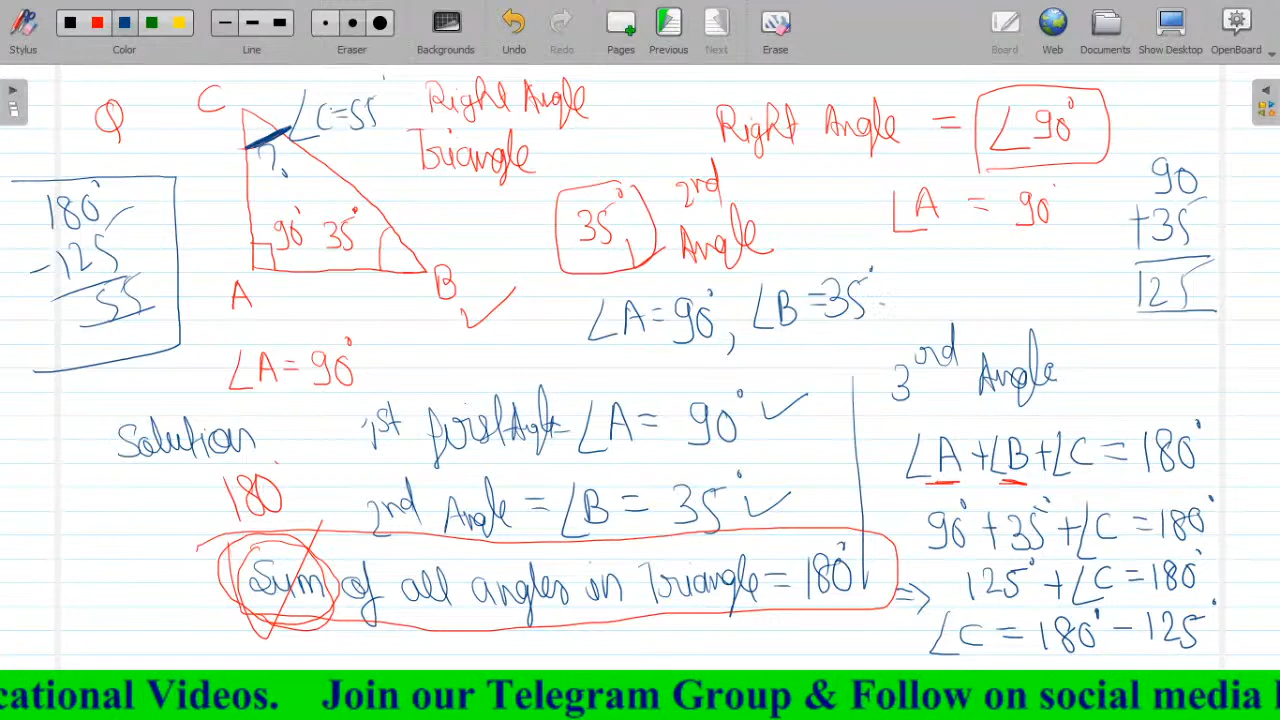 Stylus
Color
Line
Eraser
Backgrounds
Undo
Redo
Pages
Previous
Next
Erase
Board
Web
Documents
Show Desktop
OpenBoard
Q
C
∠C=55°
?
90° 35°
A
B
∠A = 90°
180°
-125
55
Right Angle
Triangle
35°
2nd
Angle
Right Angle = ∠90°
∠A = 90°
90
+35
125
∠A = 90°, ∠B = 35°
Solution
1st first Angle = ∠A = 90° ✓
180°
2nd Angle = ∠B = 35° ✓
Sum of all angles in Triangle = 180°
3rd Angle
∠A + ∠B + ∠C = 180°
90° + 35° + ∠C = 180°
⇒ 125° + ∠C = 180°
∠C = 180° - 125°
cational Videos. Join our Telegram Group & Follow on social media